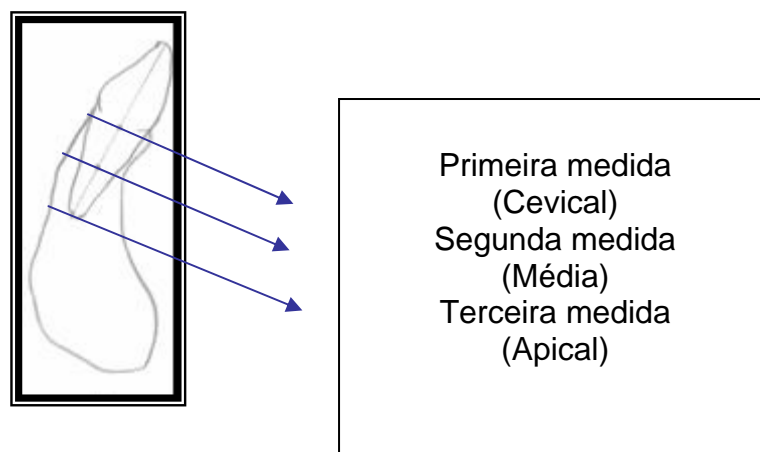 Primeira medida
(Cevical)
Segunda medida
(Média)
Terceira medida
(Apical)